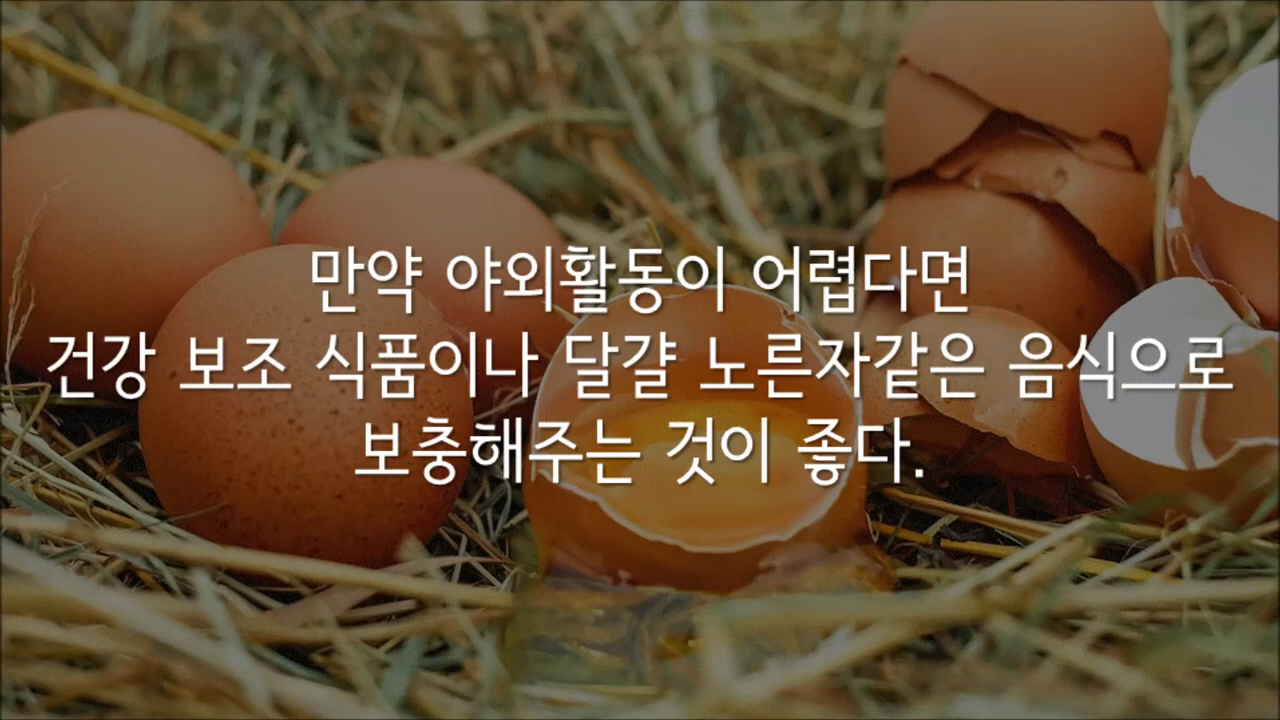 만약 야외활동이 어렵다면
건강 보조 식품이나 달걀 노른자같은 음식으로
보충해주는 것이 좋다.